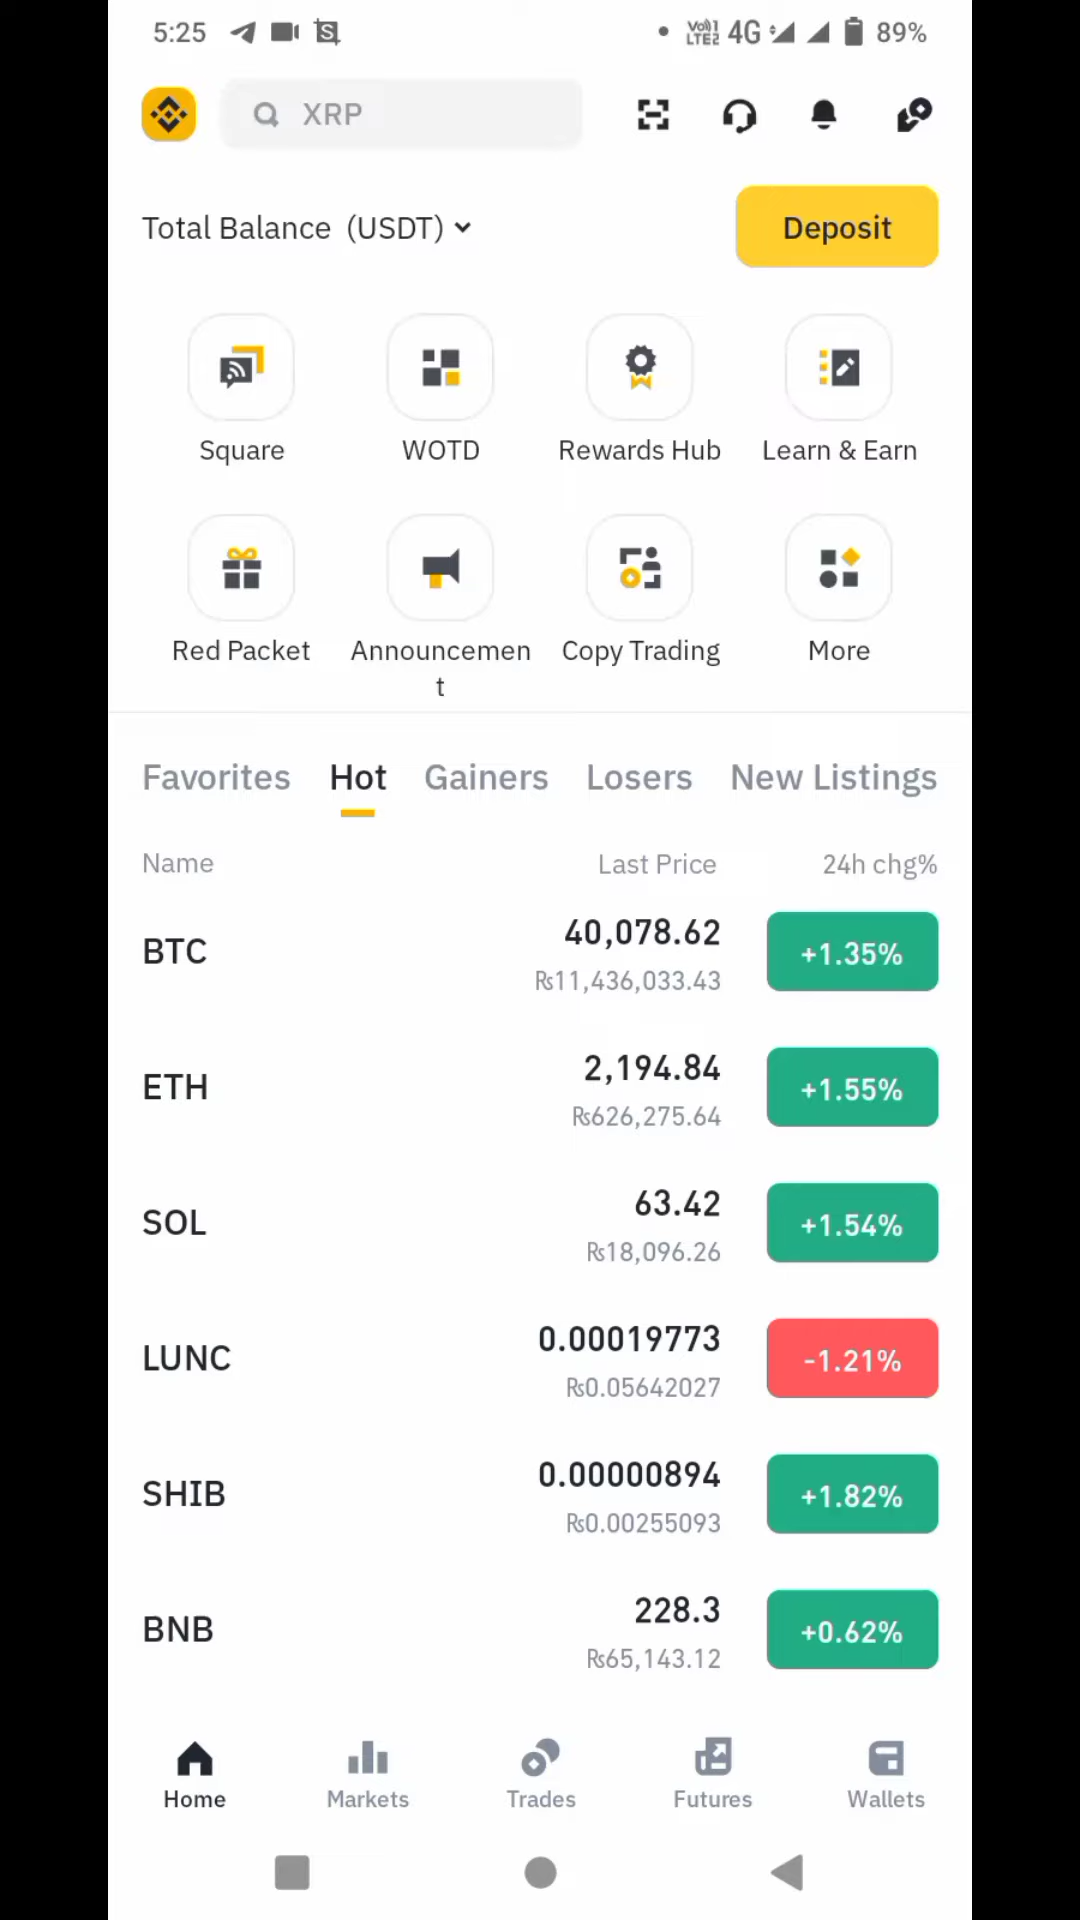 5:25 4G 89%
XRP
Total Balance (USDT)
Deposit
Square WOTD Rewards Hub Learn & Earn
Red Packet Announcemen Copy Trading More
t
Favorites Hot Gainers Losers New Listings
Name Last Price 24h chg%
BTC 40,078.62 +1.35%
₨11,436,033.43
ETH 2,194.84 +1.55%
₨626,275.64
SOL 63.42 +1.54%
₨18,096.26
LUNC 0.00019773 -1.21%
₨0.05642027
SHIB 0.00000894 +1.82%
₨0.00255093
BNB 228.3 +0.62%
₨65,143.12
Home Markets Trades Futures Wallets